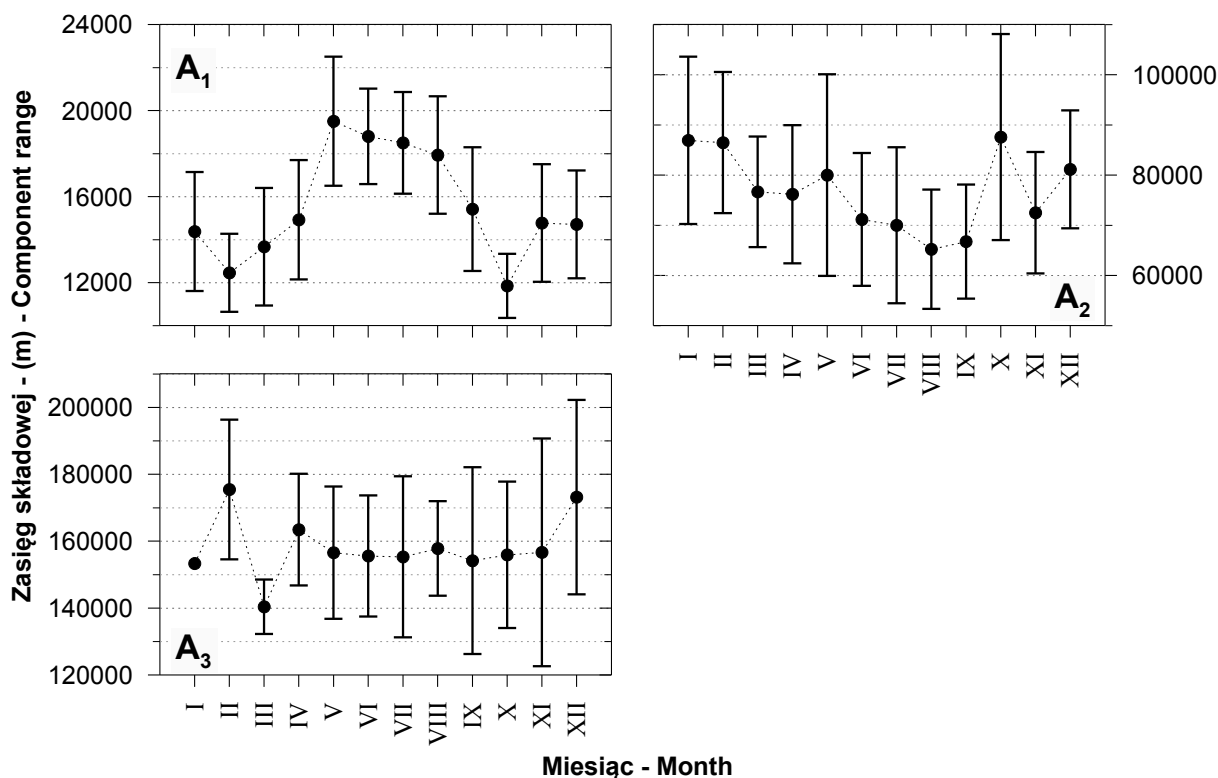 Zasięg składowej - (m) - Component range
24000
20000
16000
12000
A1
100000
80000
60000
A2
I II III IV V VI VII VIII IX X XI XII
200000
180000
160000
140000
120000
A3
I II III IV V VI VII VIII IX X XI XII
Miesiąc - Month